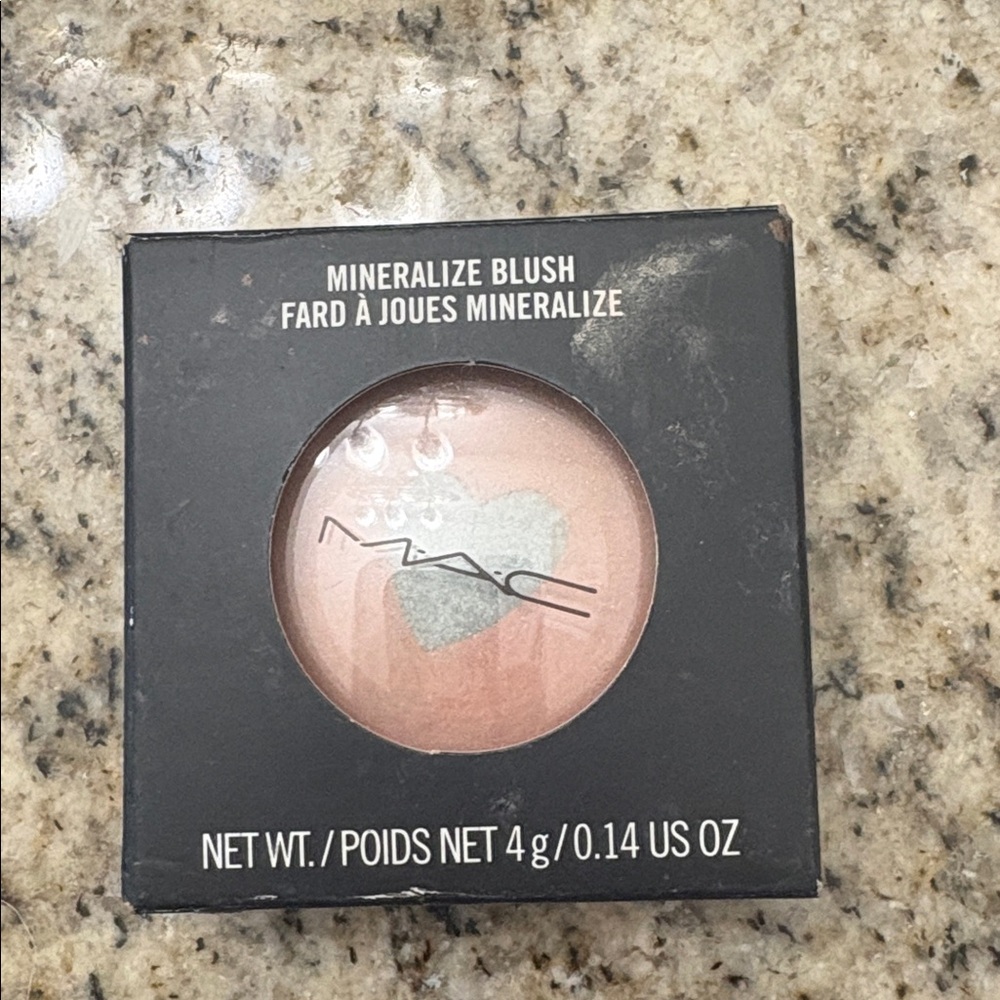 MINERALIZE BLUSH
FARD À JOUES MINERALIZE
MAC
NET WT. / POIDS NET 4 g / 0.14 US OZ